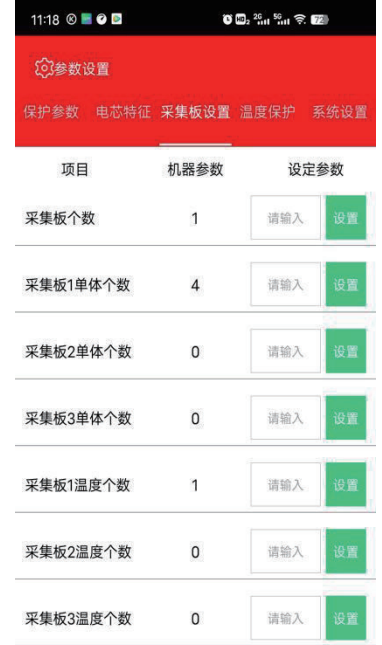 11:18 HD2 2G 5G 72
参数设置
保护参数 电芯特征 采集板设置 温度保护 系统设置
项目 机器参数 设定参数
采集板个数 1 请输入 设置
采集板1单体个数 4 请输入 设置
采集板2单体个数 0 请输入 设置
采集板3单体个数 0 请输入 设置
采集板1温度个数 1 请输入 设置
采集板2温度个数 0 请输入 设置
采集板3温度个数 0 请输入 设置